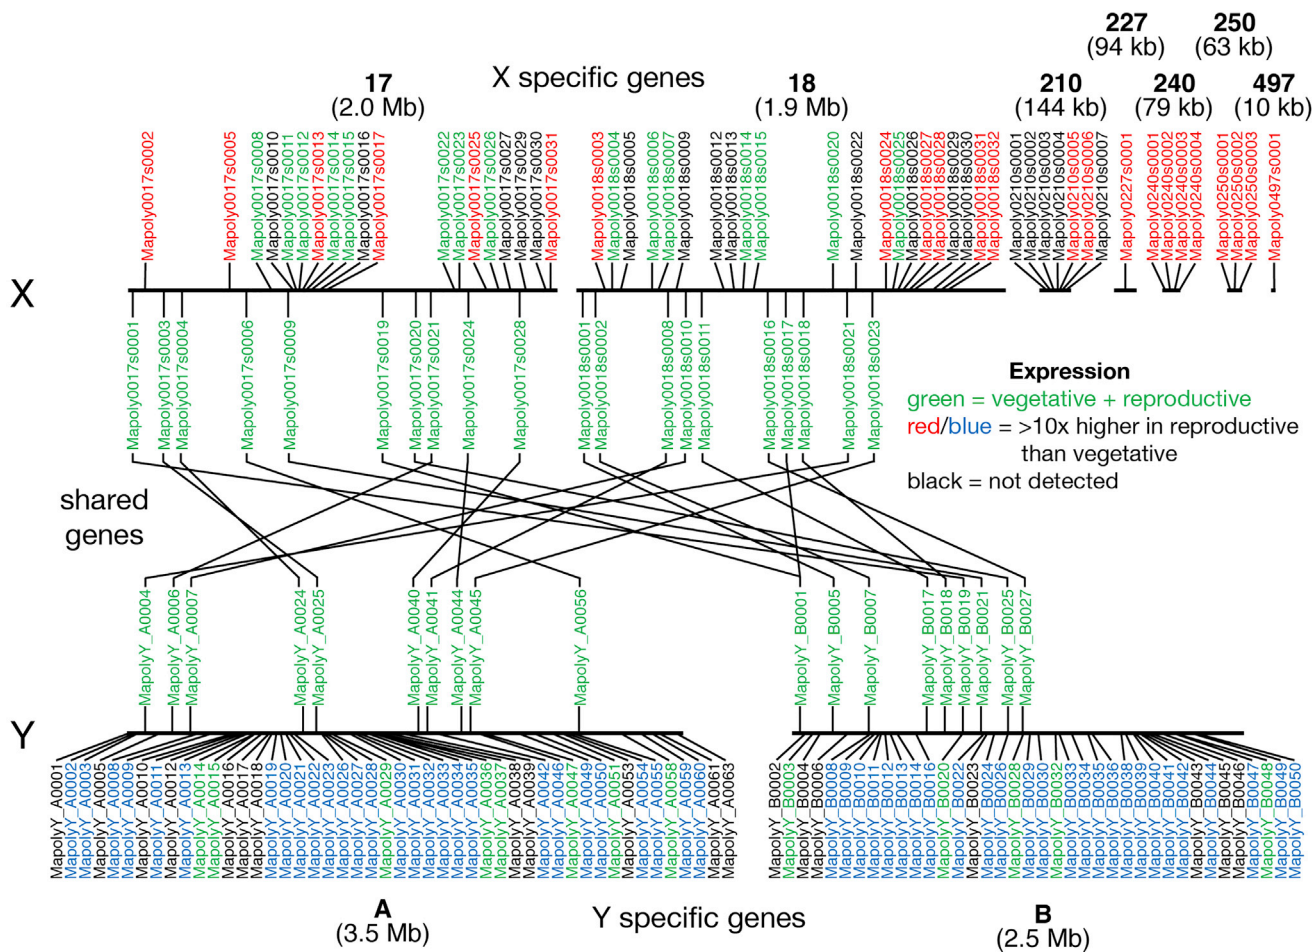 227
(94 kb)
250
(63 kb)
X specific genes
17
(2.0 Mb)
18
(1.9 Mb)
210
(144 kb)
240
(79 kb)
497
(10 kb)
Mapoly0017s0002
Mapoly0017s0005
Mapoly0017s0008
Mapoly0017s0010
Mapoly0017s0011
Mapoly0017s0012
Mapoly0017s0013
Mapoly0017s0014
Mapoly0017s0015
Mapoly0017s0016
Mapoly0017s0017
Mapoly0017s0022
Mapoly0017s0023
Mapoly0017s0025
Mapoly0017s0026
Mapoly0017s0027
Mapoly0017s0029
Mapoly0017s0030
Mapoly0017s0031
Mapoly0018s0003
Mapoly0018s0004
Mapoly0018s0005
Mapoly0018s0006
Mapoly0018s0007
Mapoly0018s0009
Mapoly0018s0012
Mapoly0018s0013
Mapoly0018s0014
Mapoly0018s0015
Mapoly0018s0020
Mapoly0018s0022
Mapoly0018s0024
Mapoly0018s0025
Mapoly0018s0026
Mapoly0018s0027
Mapoly0018s0028
Mapoly0018s0029
Mapoly0018s0030
Mapoly0018s0031
Mapoly0018s0032
Mapoly0210s0001
Mapoly0210s0002
Mapoly0210s0003
Mapoly0210s0004
Mapoly0210s0005
Mapoly0210s0006
Mapoly0210s0007
Mapoly0227s0001
Mapoly0240s0001
Mapoly0240s0002
Mapoly0240s0003
Mapoly0240s0004
Mapoly0250s0001
Mapoly0250s0002
Mapoly0250s0003
Mapoly0497s0001
X
Mapoly0017s0001
Mapoly0017s0003
Mapoly0017s0004
Mapoly0017s0006
Mapoly0017s0009
Mapoly0017s0019
Mapoly0017s0020
Mapoly0017s0021
Mapoly0017s0024
Mapoly0017s0028
Mapoly0018s0001
Mapoly0018s0002
Mapoly0018s0008
Mapoly0018s0010
Mapoly0018s0011
Mapoly0018s0016
Mapoly0018s0017
Mapoly0018s0018
Mapoly0018s0021
Mapoly0018s0023
Expression
green = vegetative + reproductive
red/blue = >10x higher in reproductive
than vegetative
black = not detected
shared
genes
MapolyY_A0004
MapolyY_A0006
MapolyY_A0007
MapolyY_A0024
MapolyY_A0025
MapolyY_A0040
MapolyY_A0041
MapolyY_A0044
MapolyY_A0045
MapolyY_A0056
MapolyY_B0001
MapolyY_B0005
MapolyY_B0007
MapolyY_B0017
MapolyY_B0018
MapolyY_B0019
MapolyY_B0021
MapolyY_B0025
MapolyY_B0027
Y
MapolyY_A0001
MapolyY_A0002
MapolyY_A0003
MapolyY_A0005
MapolyY_A0008
MapolyY_A0009
MapolyY_A0010
MapolyY_A0011
MapolyY_A0012
MapolyY_A0013
MapolyY_A0014
MapolyY_A0015
MapolyY_A0016
MapolyY_A0017
MapolyY_A0018
MapolyY_A0019
MapolyY_A0020
MapolyY_A0021
MapolyY_A0022
MapolyY_A0023
MapolyY_A0026
MapolyY_A0027
MapolyY_A0028
MapolyY_A0029
MapolyY_A0030
MapolyY_A0031
MapolyY_A0032
MapolyY_A0033
MapolyY_A0034
MapolyY_A0035
MapolyY_A0036
MapolyY_A0037
MapolyY_A0038
MapolyY_A0039
MapolyY_A0042
MapolyY_A0046
MapolyY_A0047
MapolyY_A0049
MapolyY_A0050
MapolyY_A0051
MapolyY_A0053
MapolyY_A0054
MapolyY_A0055
MapolyY_A0058
MapolyY_A0059
MapolyY_A0060
MapolyY_A0061
MapolyY_A0063
MapolyY_B0002
MapolyY_B0003
MapolyY_B0004
MapolyY_B0006
MapolyY_B0008
MapolyY_B0009
MapolyY_B0010
MapolyY_B0011
MapolyY_B0012
MapolyY_B0013
MapolyY_B0014
MapolyY_B0016
MapolyY_B0020
MapolyY_B0022
MapolyY_B0023
MapolyY_B0024
MapolyY_B0026
MapolyY_B0028
MapolyY_B0029
MapolyY_B0030
MapolyY_B0032
MapolyY_B0033
MapolyY_B0034
MapolyY_B0035
MapolyY_B0036
MapolyY_B0038
MapolyY_B0039
MapolyY_B0040
MapolyY_B0041
MapolyY_B0042
MapolyY_B0043
MapolyY_B0044
MapolyY_B0045
MapolyY_B0046
MapolyY_B0047
MapolyY_B0048
MapolyY_B0049
MapolyY_B0050
A
(3.5 Mb)
Y specific genes
B
(2.5 Mb)